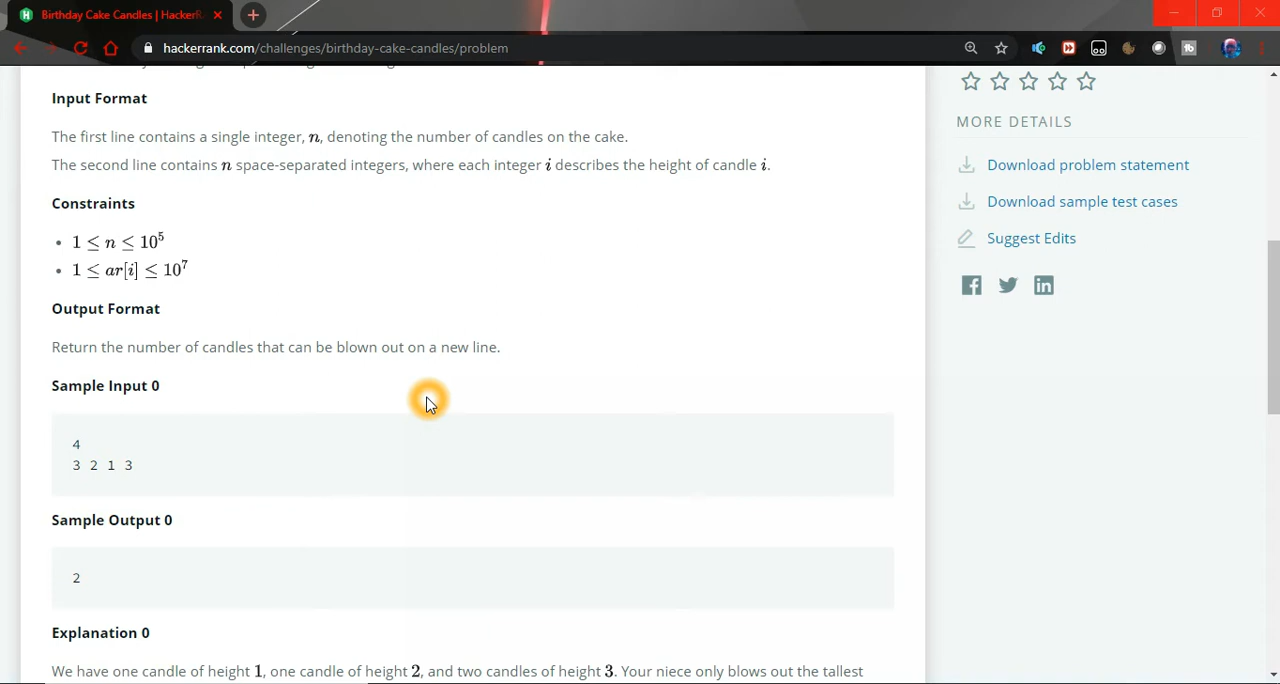 Birthday Cake Candles | HackerR
hackerrank.com/challenges/birthday-cake-candles/problem
Input Format
The first line contains a single integer, n, denoting the number of candles on the cake.
The second line contains n space-separated integers, where each integer i describes the height of candle i.
Constraints
• 1 ≤ n ≤ 10⁵
• 1 ≤ ar[i] ≤ 10⁷
Output Format
Return the number of candles that can be blown out on a new line.
Sample Input 0
4
3 2 1 3
Sample Output 0
2
Explanation 0
We have one candle of height 1, one candle of height 2, and two candles of height 3. Your niece only blows out the tallest
MORE DETAILS
Download problem statement
Download sample test cases
Suggest Edits